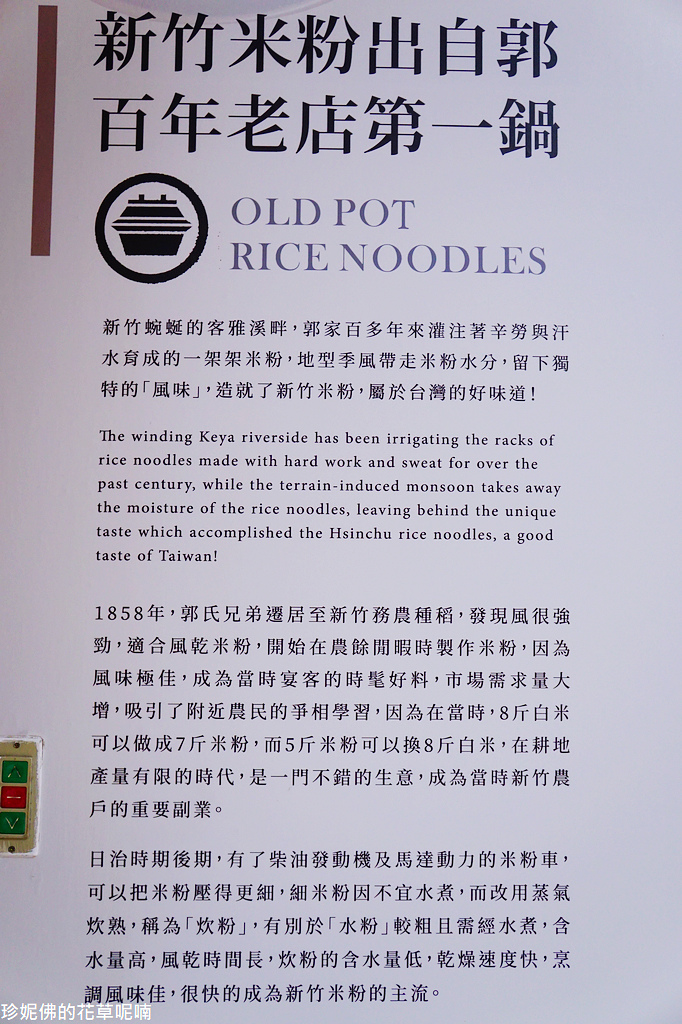 新竹米粉出自郭
百年老店第一鍋
OLD POT
RICE NOODLES
新竹蜿蜒的客雅溪畔，郭家百多年來灌注著辛勞與汗
水育成的一架架米粉，地型季風帶走米粉水分，留下獨
特的「風味」，造就了新竹米粉，屬於台灣的好味道！
The winding Keya riverside has been irrigating the racks of
rice noodles made with hard work and sweat for over the
past century, while the terrain-induced monsoon takes away
the moisture of the rice noodles, leaving behind the unique
taste which accomplished the Hsinchu rice noodles, a good
taste of Taiwan!
1858年，郭氏兄弟遷居至新竹務農種稻，發現風很強
勁，適合風乾米粉，開始在農餘閒暇時製作米粉，因為
風味極佳，成為當時宴客的時髦好料，市場需求量大
增，吸引了附近農民的爭相學習，因為在當時，8斤白米
可以做成7斤米粉，而5斤米粉可以換8斤白米，在耕地
產量有限的時代，是一門不錯的生意，成為當時新竹農
戶的重要副業。
日治時期後期，有了柴油發動機及馬達動力的米粉車，
可以把米粉壓得更細，細米粉因不宜水煮，而改用蒸氣
炊熟，稱為「炊粉」，有別於「水粉」較粗且需經水煮，含
水量高，風乾時間長，炊粉的含水量低，乾燥速度快，烹
調風味佳，很快的成為新竹米粉的主流。
珍妮佛的花草呢喃